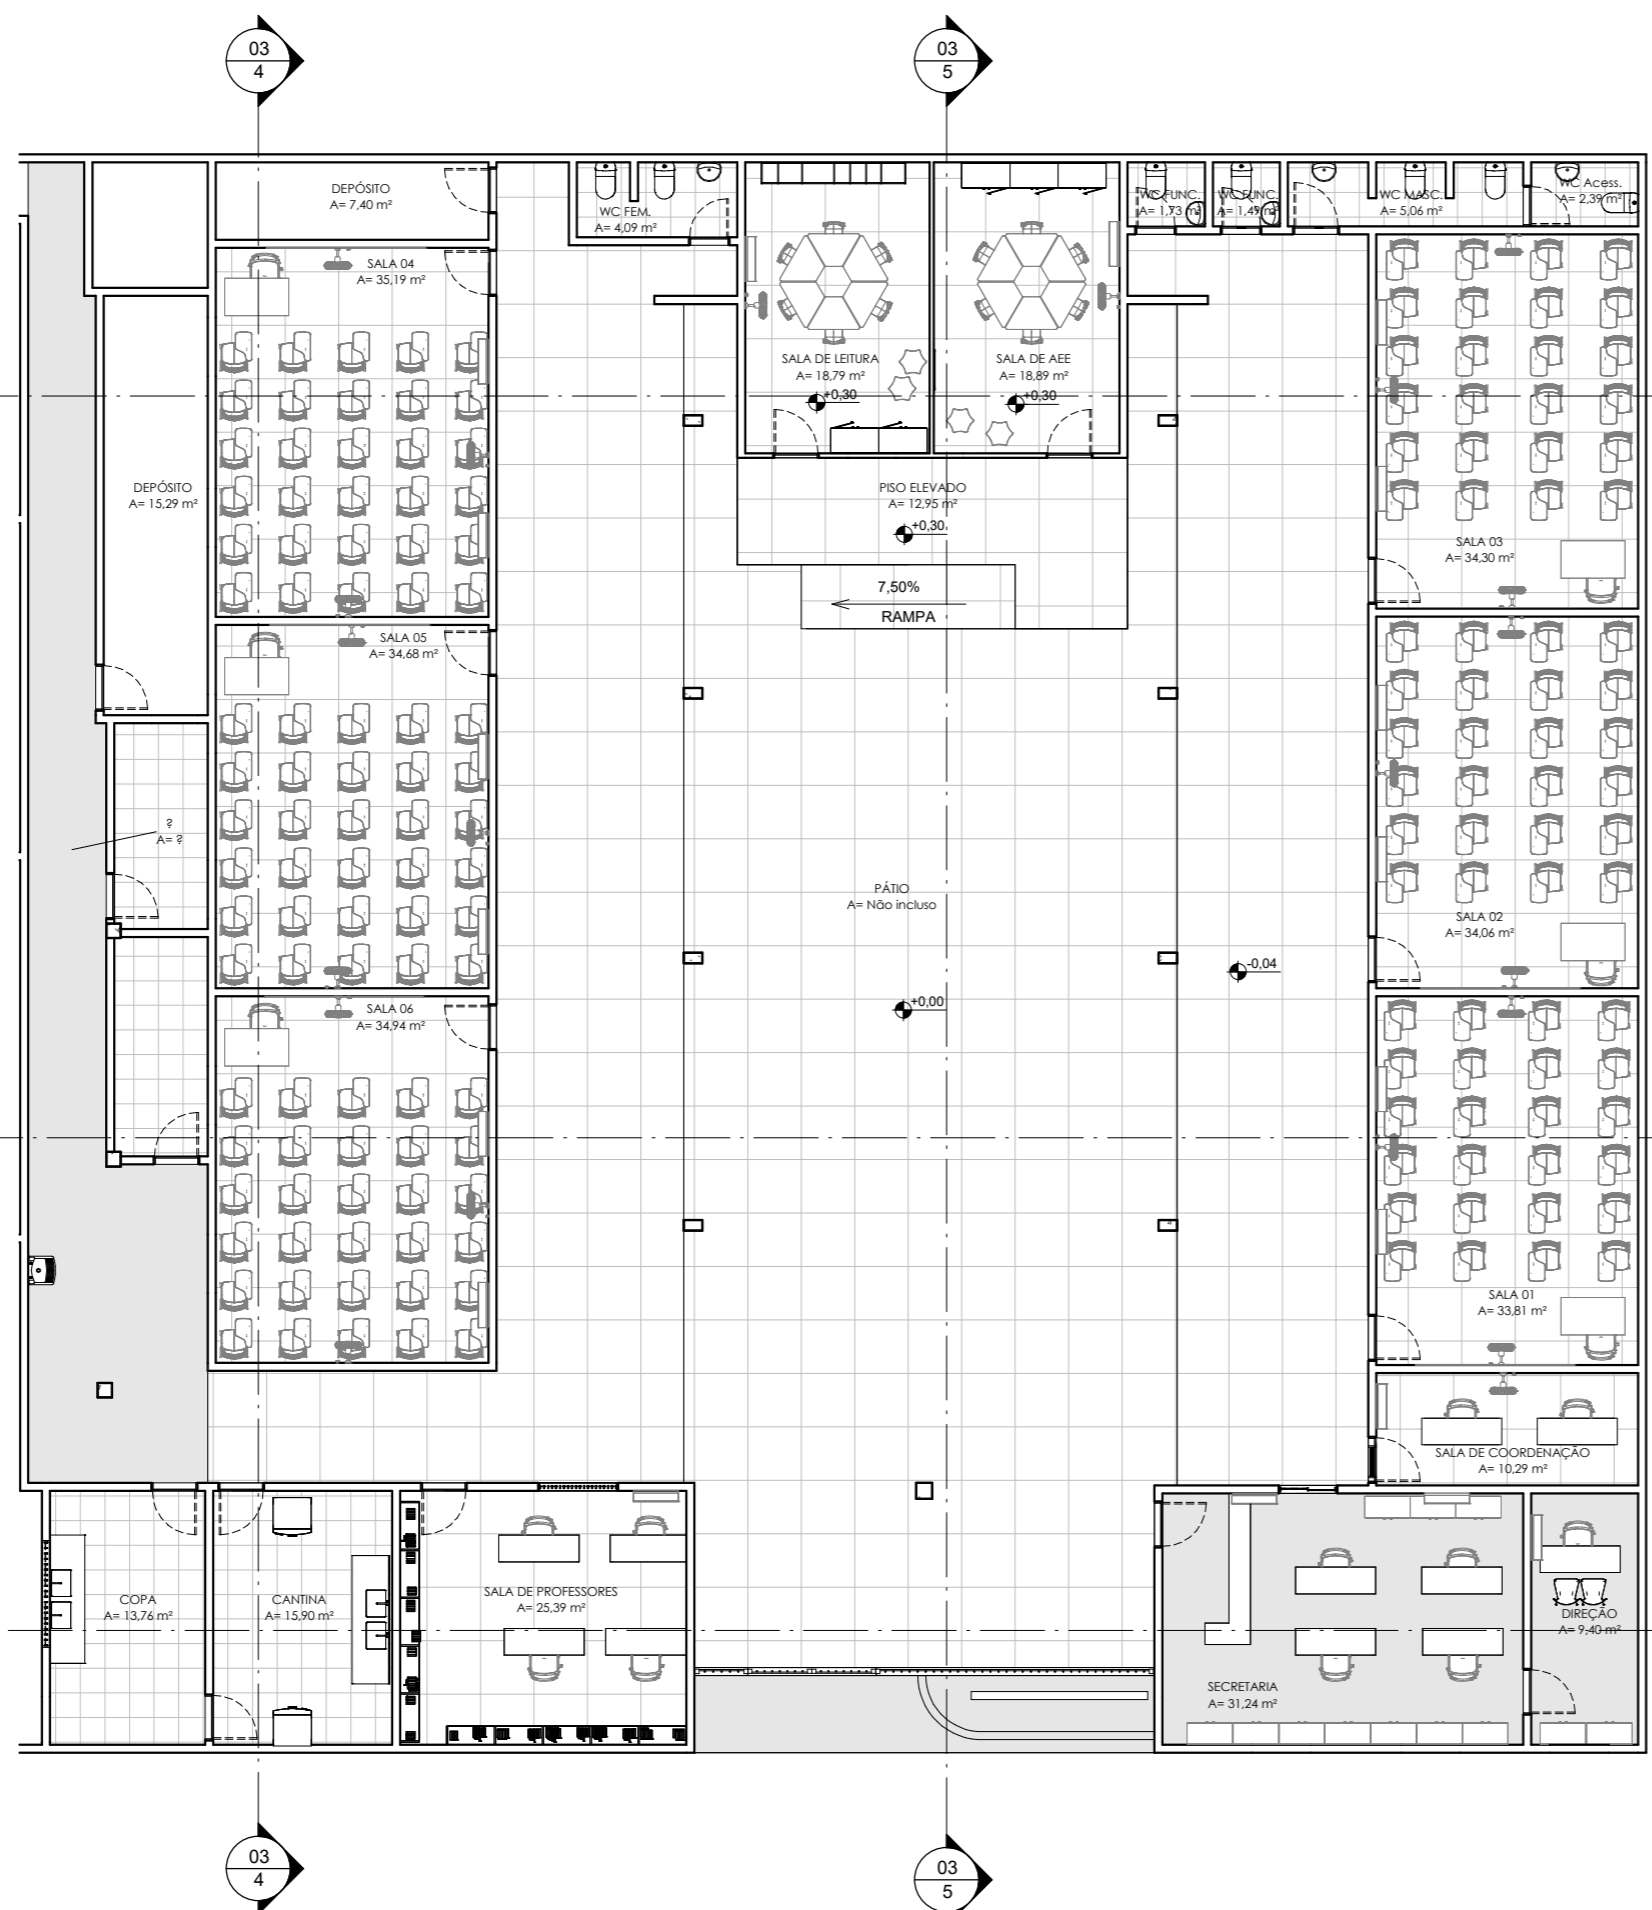 03
4
03
5
DEPÓSITO
A= 7,40 m²
WC FEM.
A= 4,09 m²
WC FUNC.
A= 1,73 m²
WC FUNC.
A= 1,49 m²
WC MASC.
A= 5,06 m²
WC Acess.
A= 2,39 m²
SALA 04
A= 35,19 m²
SALA DE LEITURA
A= 18,79 m²
+0,30
SALA DE AEE
A= 18,89 m²
+0,30
DEPÓSITO
A= 15,29 m²
PISO ELEVADO
A= 12,95 m²
+0,30
SALA 03
A= 34,30 m²
7,50%
RAMPA
SALA 05
A= 34,68 m²
?
A= ?
PÁTIO
A= Não incluso
SALA 02
A= 34,06 m²
-0,04
+0,00
SALA 06
A= 34,94 m²
SALA 01
A= 33,81 m²
SALA DE COORDENAÇÃO
A= 10,29 m²
COPA
A= 13,76 m²
CANTINA
A= 15,90 m²
SALA DE PROFESSORES
A= 25,39 m²
DIREÇÃO
A= 9,40 m²
SECRETARIA
A= 31,24 m²
03
4
03
5